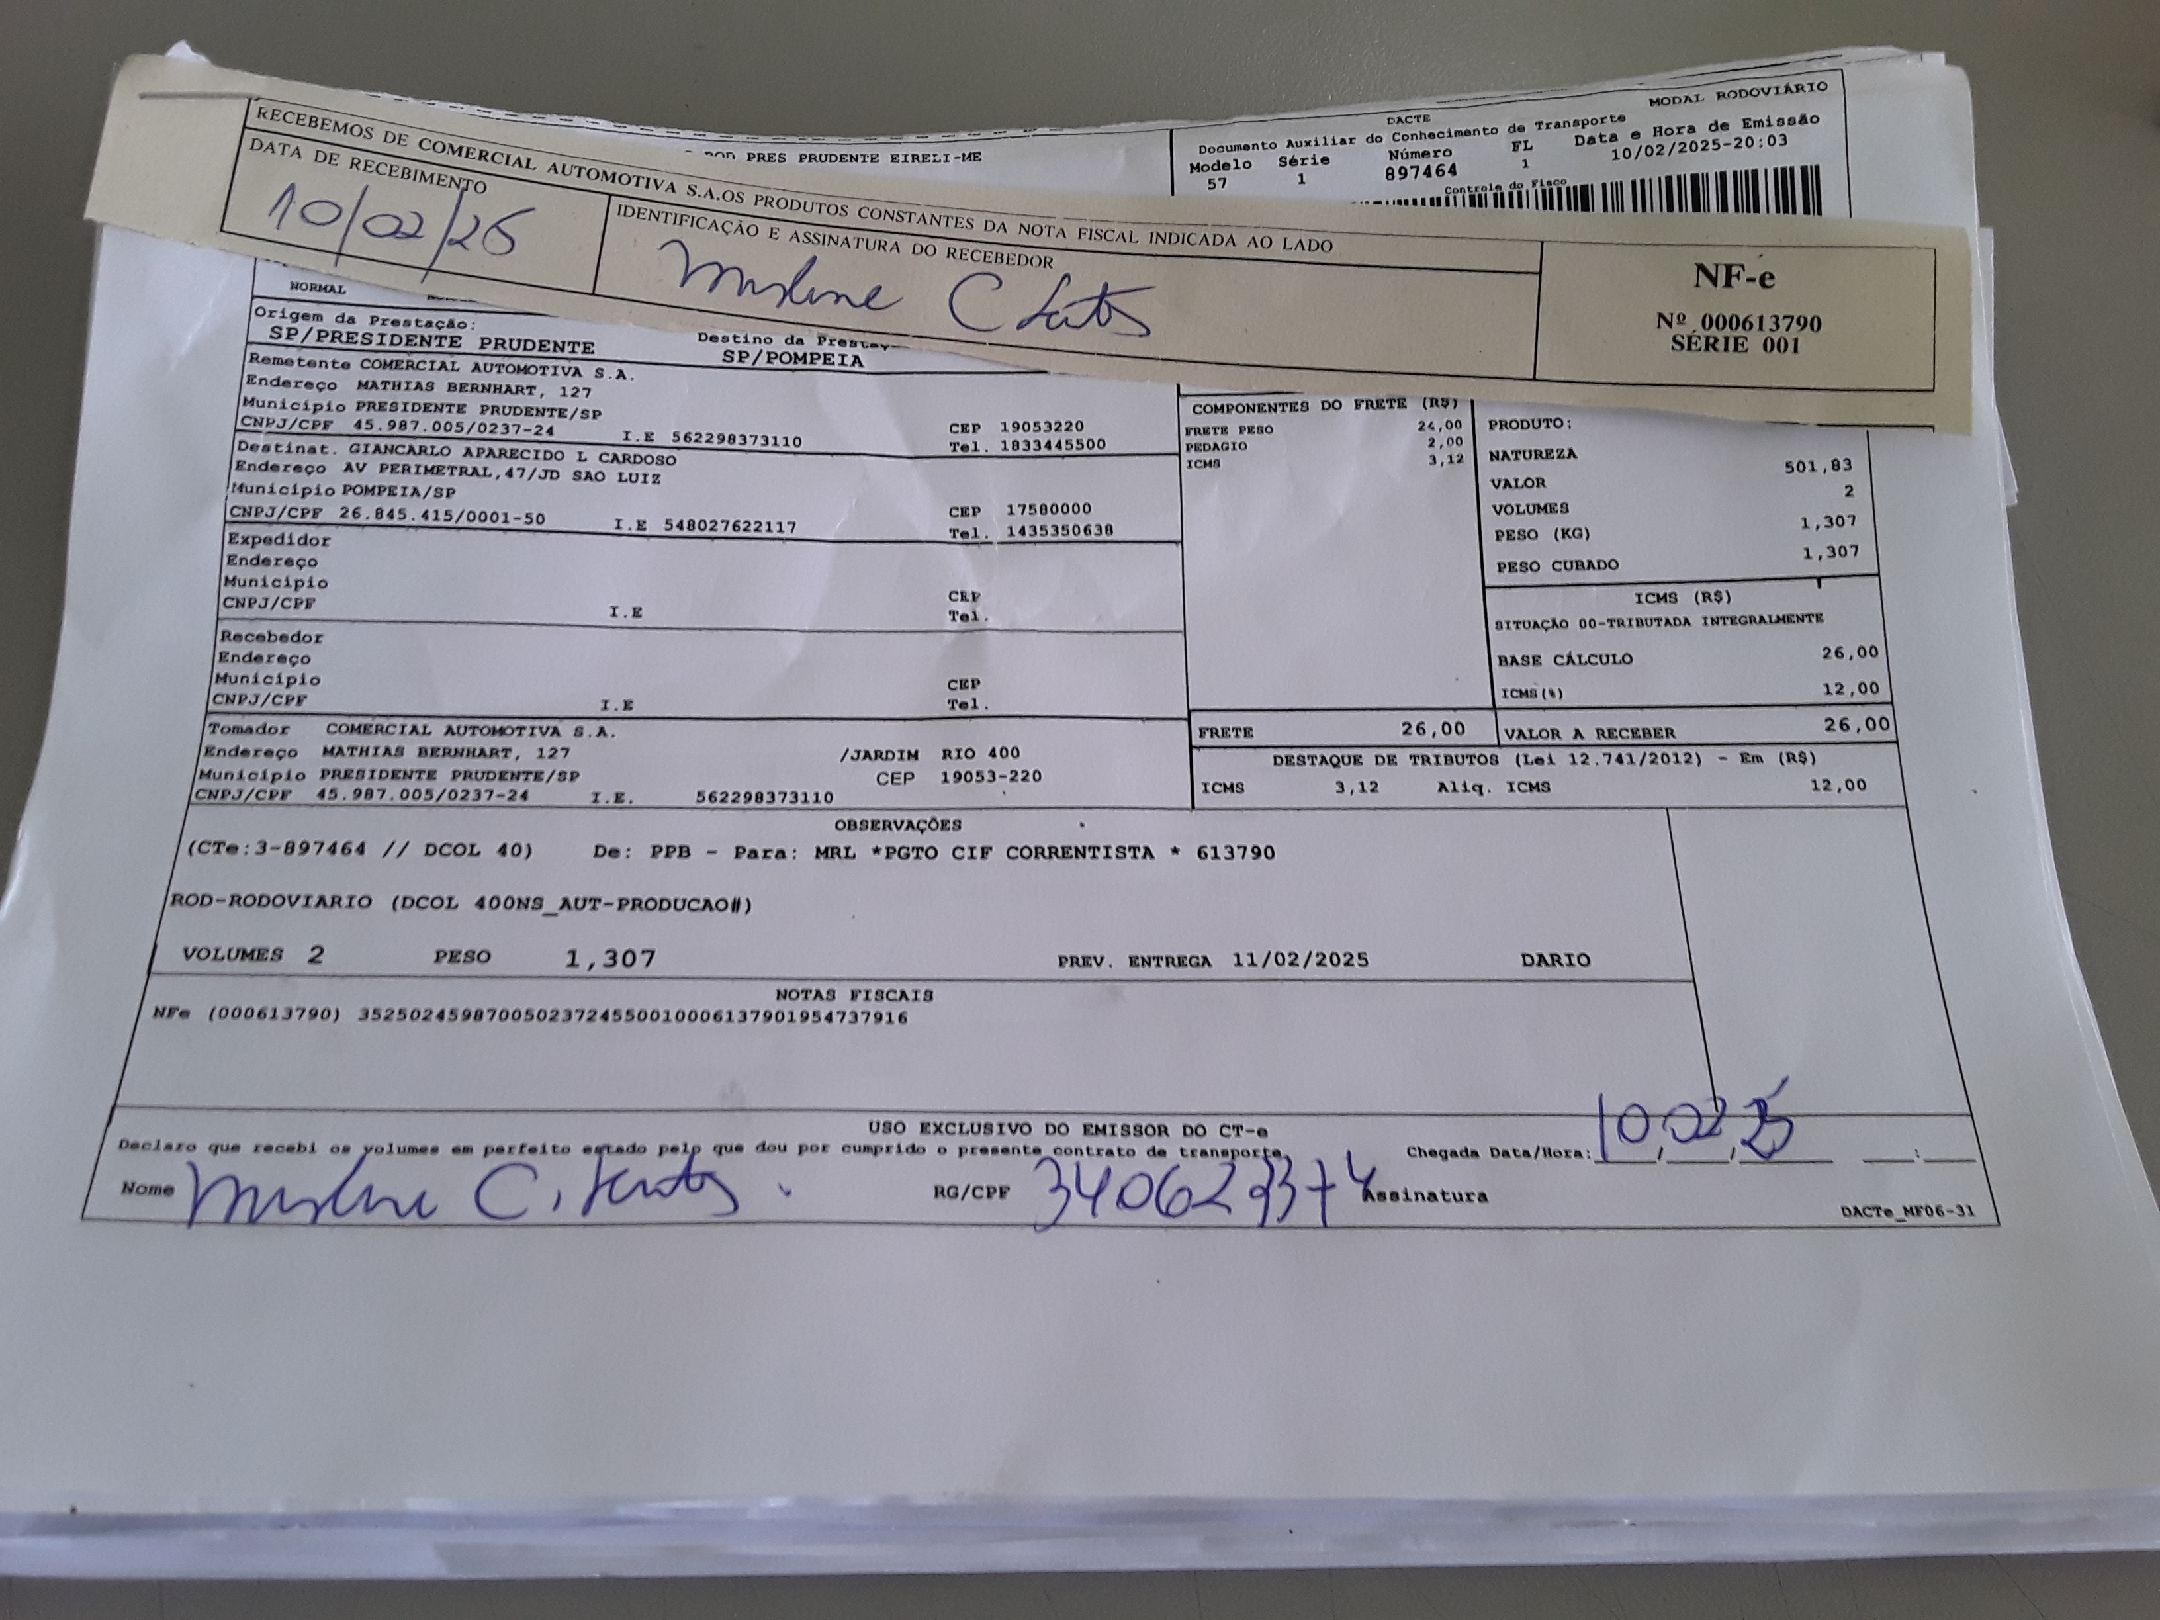 RECEBEMOS DE COMERCIAL AUTOMOTIVA S.A.OS PRODUTOS CONSTANTES DA NOTA FISCAL INDICADA AO LADO
DATA DE RECEBIMENTO
10/02/25
IDENTIFICAÇÃO E ASSINATURA DO RECEBEDOR
NF-e
Nº 000613790
SÉRIE 001
PRES PRUDENTE EIRELI-ME
DACTE
MODAL RODOVIÁRIO
Documento Auxiliar do Conhecimento de Transporte
Modelo Série Número FL Data e Hora de Emissão
57 1 897464 1 10/02/2025-20:03
Controle do Fisco
NORMAL
Origem da Prestação:
SP/PRESIDENTE PRUDENTE
Destino da
SP/POMPEIA
Remetente COMERCIAL AUTOMOTIVA S.A.
Endereço MATHIAS BERNHART, 127
Município PRESIDENTE PRUDENTE/SP CEP 19053220
CNPJ/CPF 45.987.005/0237-24 I.E 562298373110 Tel. 1833445500
Destinat. GIANCARLO APARECIDO L CARDOSO
Endereço AV PERIMETRAL,47/JD SAO LUIZ
Município POMPEIA/SP CEP 17580000
CNPJ/CPF 26.845.415/0001-50 I.E 548027622117 Tel. 1435350638
Expedidor
Endereço
Município CEP
CNPJ/CPF I.E Tel.
Recebedor
Endereço
Município CEP
CNPJ/CPF I.E Tel.
Tomador COMERCIAL AUTOMOTIVA S.A.
Endereço MATHIAS BERNHART, 127 /JARDIM RIO 400
Município PRESIDENTE PRUDENTE/SP CEP 19053-220
CNPJ/CPF 45.987.005/0237-24 I.E. 562298373110
COMPONENTES DO FRETE (R$)
FRETE PESO 24,00
PEDAGIO 2,00
ICMS 3,12
PRODUTO:
NATUREZA
VALOR 501,83
VOLUMES 2
PESO (KG) 1,307
PESO CUBADO 1,307
ICMS (R$)
SITUAÇÃO 00-TRIBUTADA INTEGRALMENTE
BASE CÁLCULO 26,00
ICMS(%) 12,00
FRETE 26,00 VALOR A RECEBER 26,00
DESTAQUE DE TRIBUTOS (Lei 12.741/2012) - Em (R$)
ICMS 3,12 Aliq. ICMS 12,00
OBSERVAÇÕES
(CTe:3-897464 // DCOL 40) De: PPB - Para: MRL *PGTO CIF CORRENTISTA * 613790
ROD-RODOVIARIO (DCOL 400NS_AUT-PRODUCAO#)
VOLUMES 2 PESO 1,307 PREV. ENTREGA 11/02/2025 DARIO
NOTAS FISCAIS
NFe (000613790) 35250245987005023724550010006137901954737916
USO EXCLUSIVO DO EMISSOR DO CT-e
Declaro que recebi os volumes em perfeito estado pelo que dou por cumprido o presente contrato de transporte.
Chegada Data/Hora: 10/02/25
Nome RG/CPF Assinatura
DACTe_MF06-31